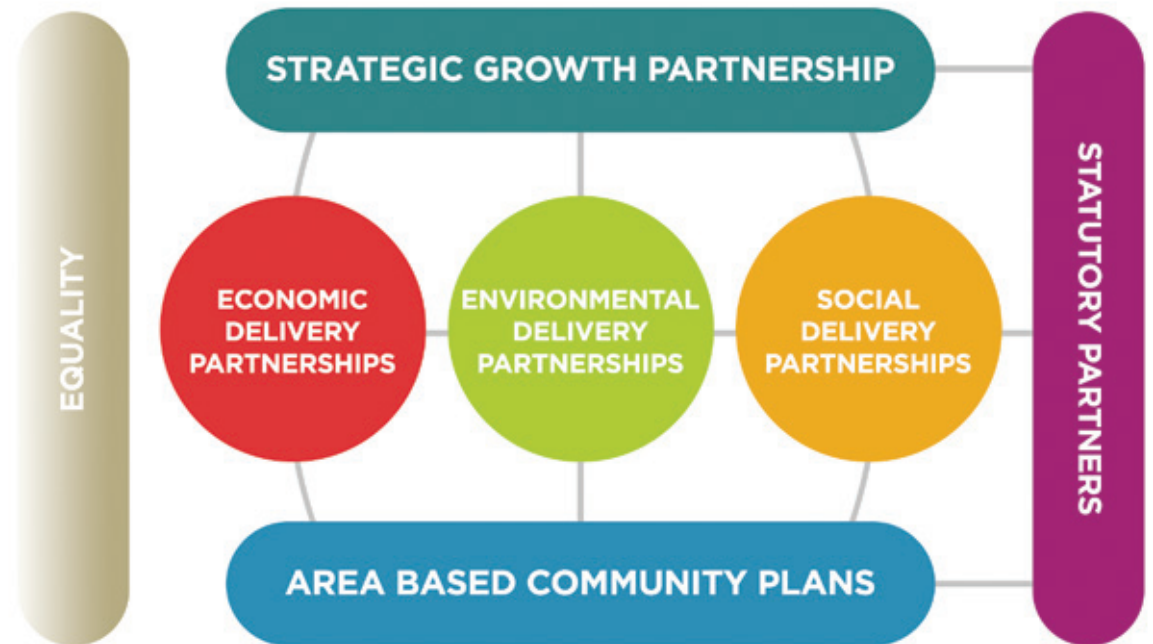 STRATEGIC GROWTH PARTNERSHIP
EQUALITY
ECONOMIC
DELIVERY
PARTNERSHIPS
ENVIRONMENTAL
DELIVERY
PARTNERSHIPS
SOCIAL
DELIVERY
PARTNERSHIPS
STATUTORY PARTNERS
AREA BASED COMMUNITY PLANS